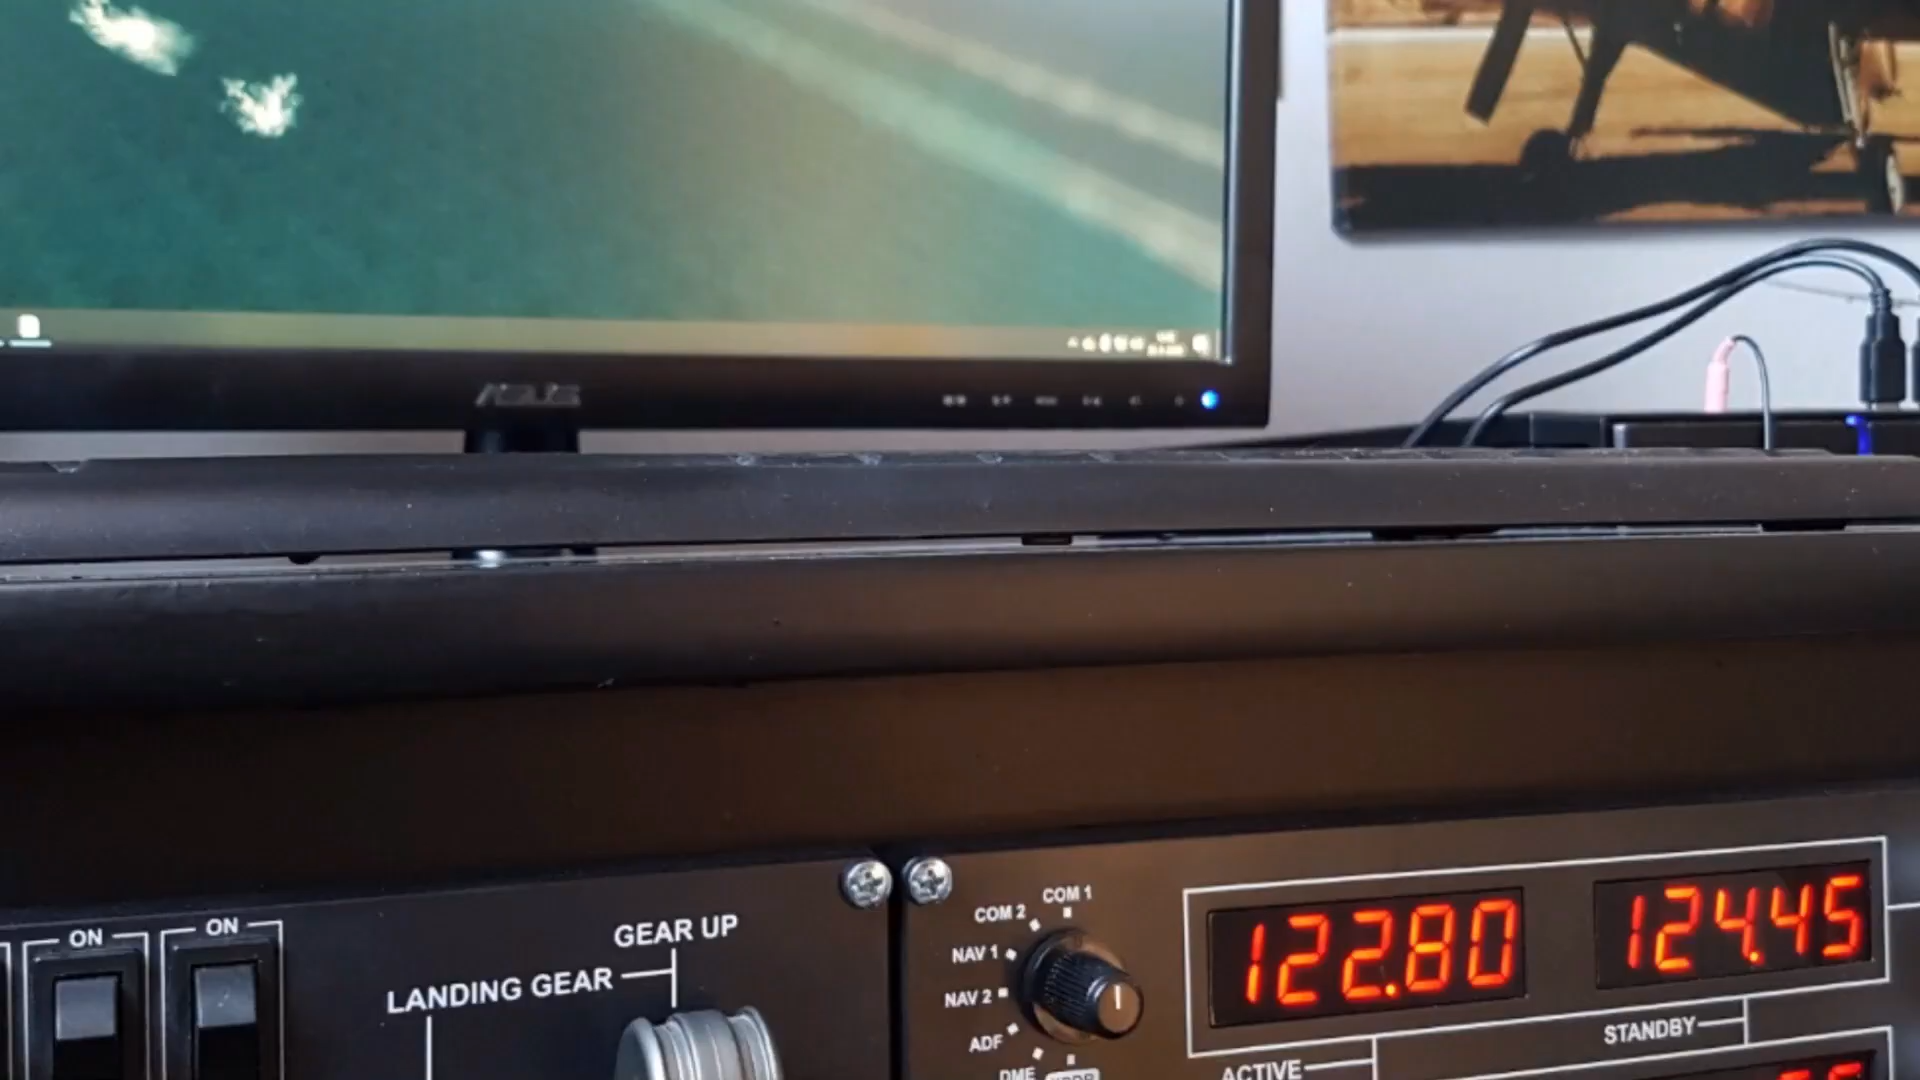 ASUS
ON
ON
GEAR UP
LANDING GEAR
COM 1
COM 2
NAV 1
NAV 2
ADF
DME
122.80
124.45
STANDBY
ACTIVE